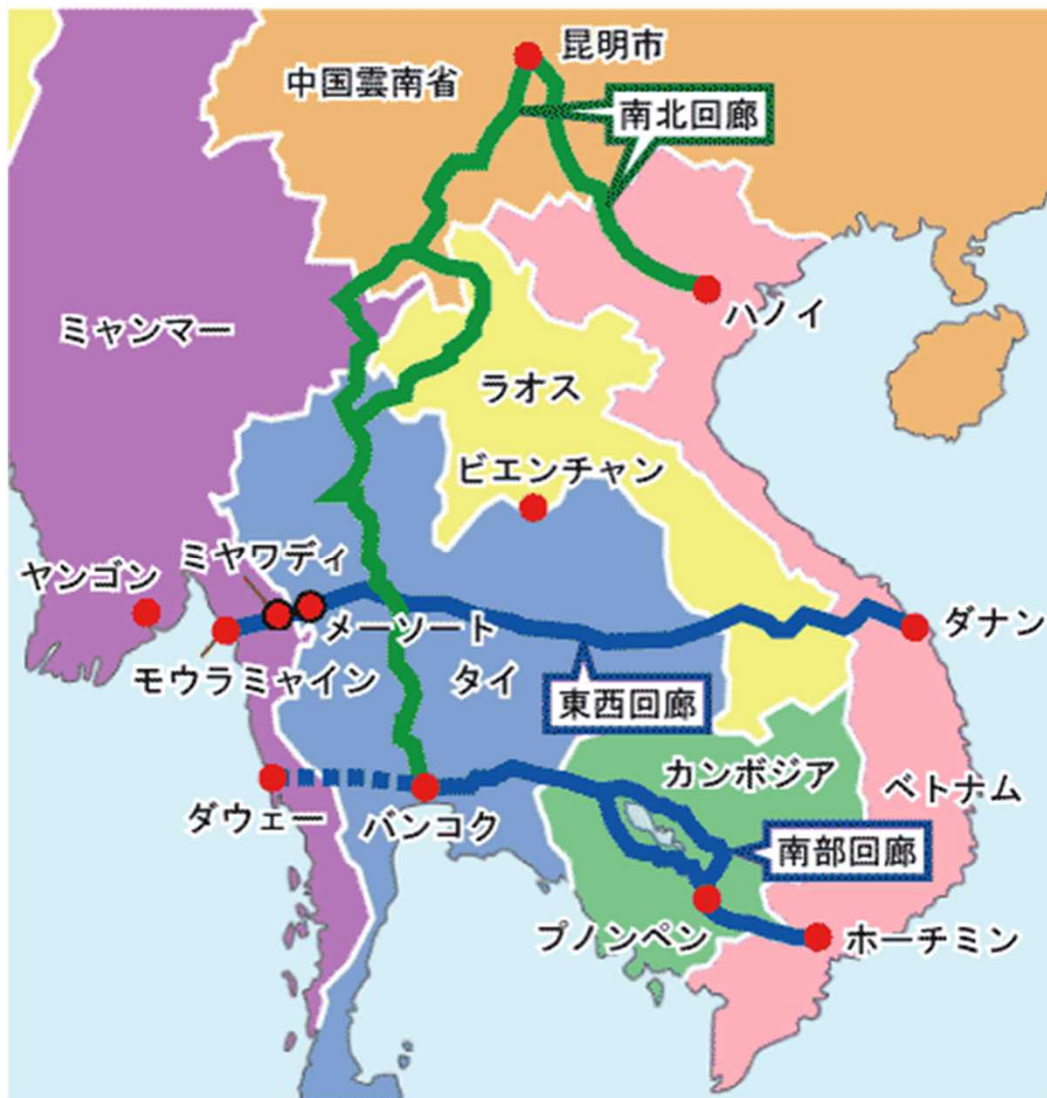 昆明市
中国雲南省
南北回廊
ハノイ
ミャンマー
ラオス
ビエンチャン
ミヤワディ
ヤンゴン
メーソート
ダナン
モウラミャイン
タイ
東西回廊
カンボジア
ベトナム
ダウェー
バンコク
南部回廊
プノンペン
ホーチミン